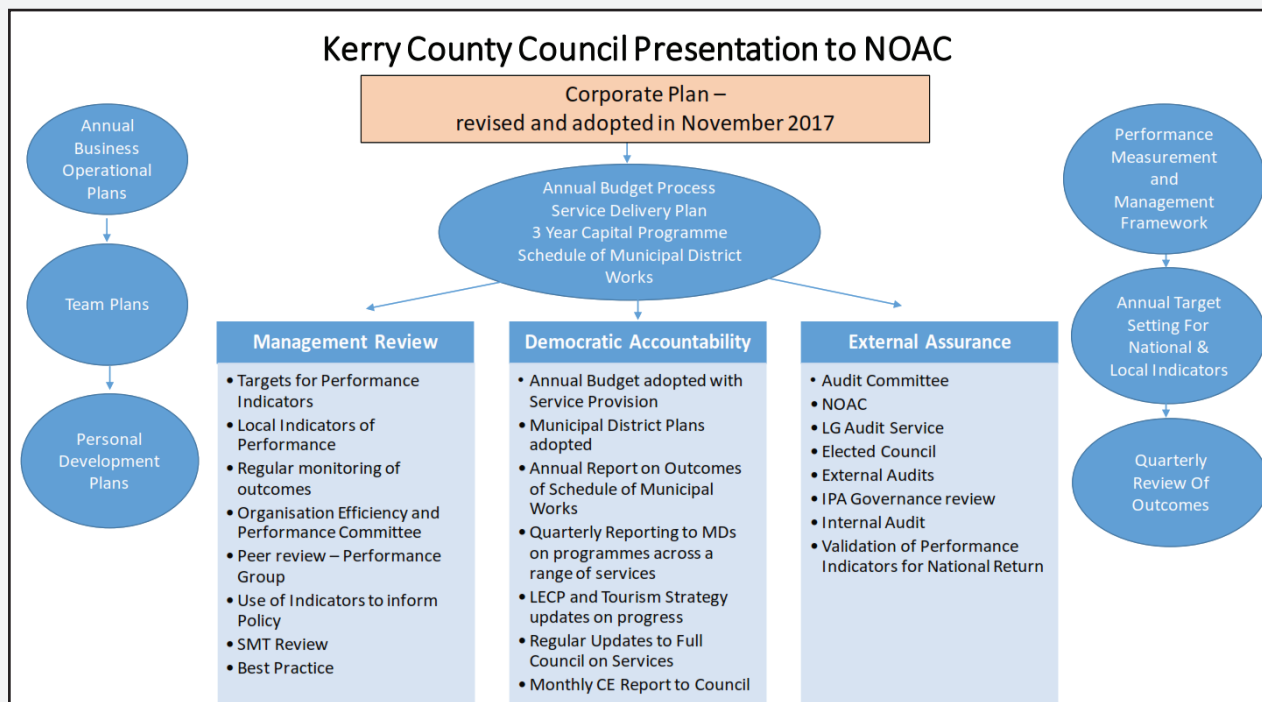 Kerry County Council Presentation to NOAC
Corporate Plan –
revised and adopted in November 2017
Annual
Business
Operational
Plans
Team Plans
Personal
Development
Plans
Annual Budget Process
Service Delivery Plan
3 Year Capital Programme
Schedule of Municipal District
Works
Management Review
• Targets for Performance
Indicators
• Local Indicators of
Performance
• Regular monitoring of
outcomes
• Organisation Efficiency and
Performance Committee
• Peer review – Performance
Group
• Use of Indicators to inform
Policy
• SMT Review
• Best Practice
Democratic Accountability
• Annual Budget adopted with
Service Provision
• Municipal District Plans
adopted
• Annual Report on Outcomes
of Schedule of Municipal
Works
• Quarterly Reporting to MDs
on programmes across a
range of services
• LECP and Tourism Strategy
updates on progress
• Regular Updates to Full
Council on Services
• Monthly CE Report to Council
External Assurance
• Audit Committee
• NOAC
• LG Audit Service
• Elected Council
• External Audits
• IPA Governance review
• Internal Audit
• Validation of Performance
Indicators for National Return
Performance
Measurement
and
Management
Framework
Annual Target
Setting For
National &
Local Indicators
Quarterly
Review Of
Outcomes